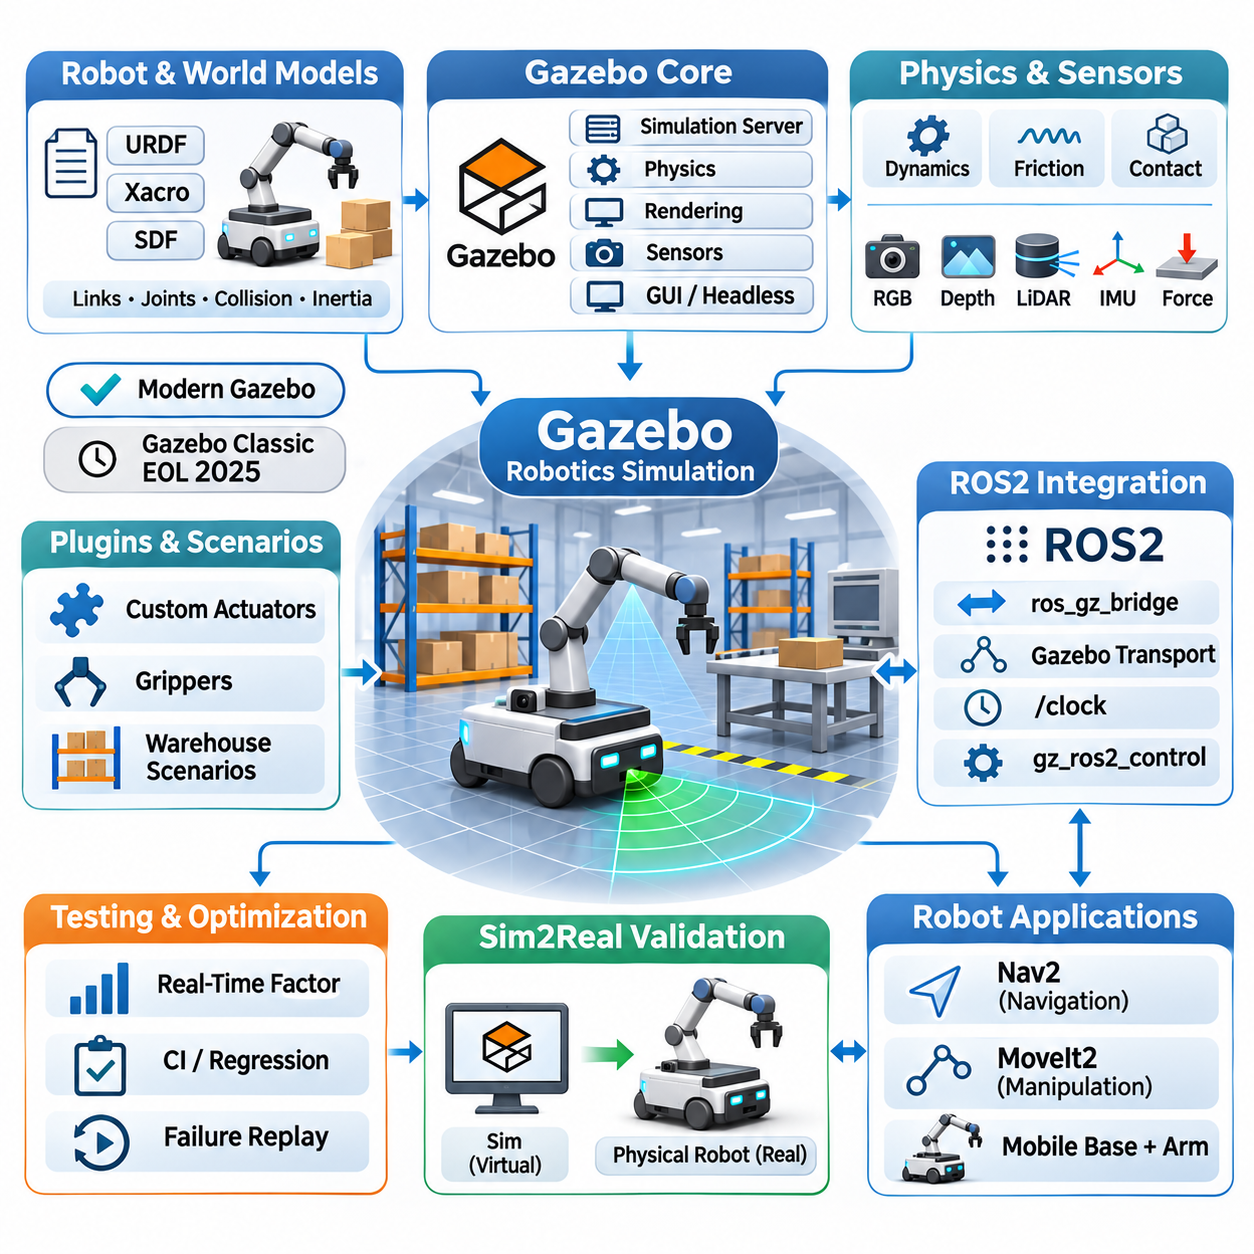 Robot & World Models
URDF
Xacro
SDF
Links · Joints · Collision · Inertia
Gazebo Core
Gazebo
Simulation Server
Physics
Rendering
Sensors
GUI / Headless
Physics & Sensors
Dynamics
Friction
Contact
RGB
Depth
LiDAR
IMU
Force
Modern Gazebo
Gazebo Classic
EOL 2025
Gazebo
Robotics Simulation
Plugins & Scenarios
Custom Actuators
Grippers
Warehouse
Scenarios
ROS2 Integration
ROS2
ros_gz_bridge
Gazebo Transport
/clock
gz_ros2_control
Testing & Optimization
Real-Time Factor
CI / Regression
Failure Replay
Sim2Real Validation
Sim
(Virtual)
Physical Robot (Real)
Robot Applications
Nav2
(Navigation)
MoveIt2
(Manipulation)
Mobile Base + Arm